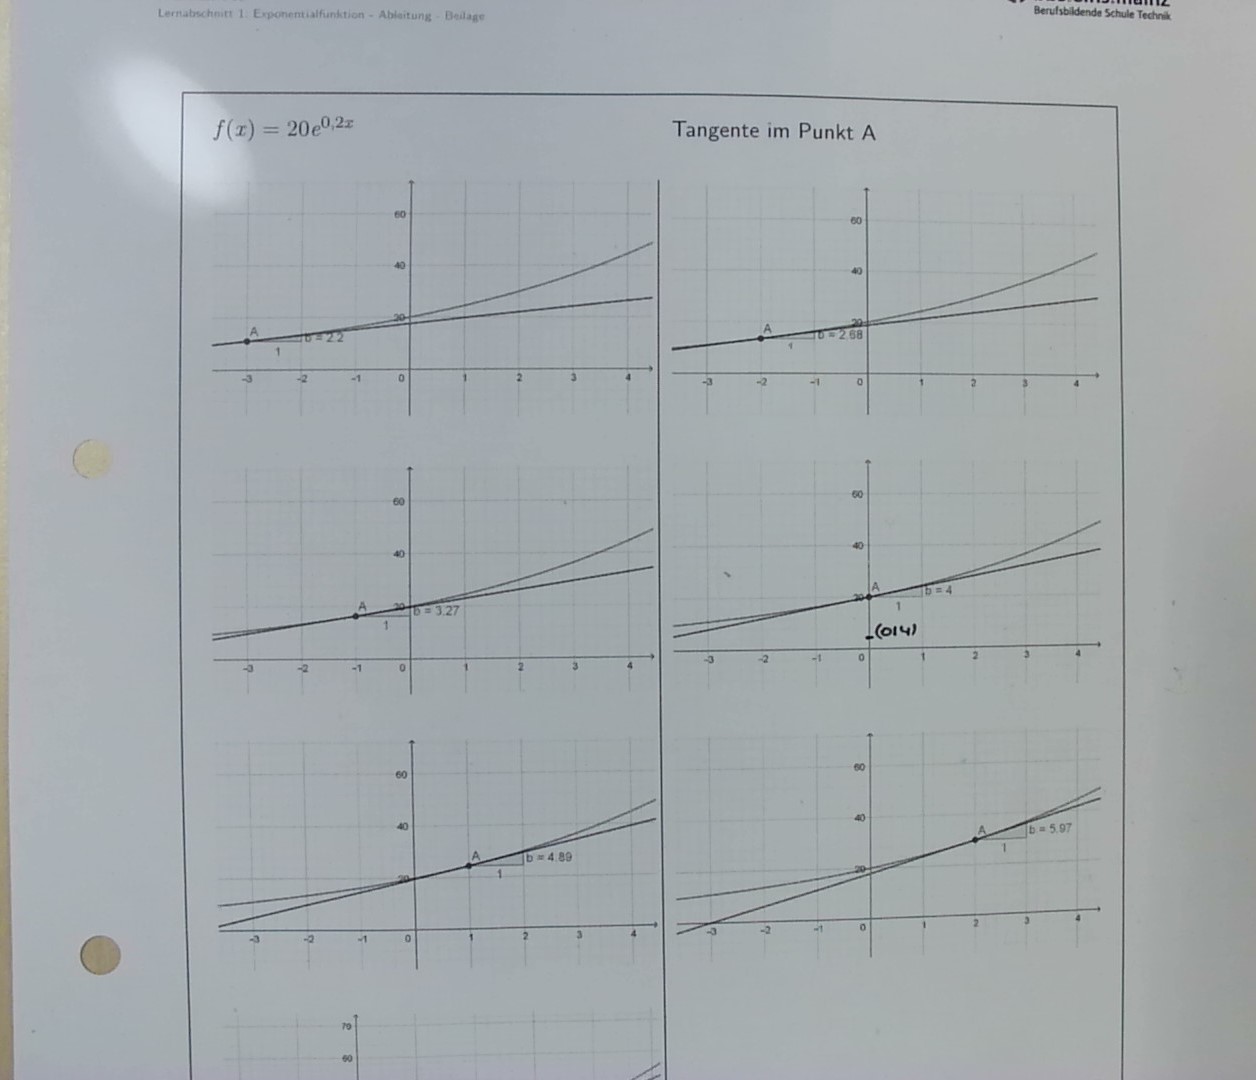 Lernabschnitt 1: Exponentialfunktion – Ableitung - Beilage
Berufsbildende Schule Technik
f(x) = 20e^{0,2x}
Tangente im Punkt A
60
40
20
A
b = 2.2
1
-3 -2 -1 0 1 2 3 4
60
40
20
A
b = 2.68
1
-3 -2 -1 0 1 2 3 4
60
40
20
A
b = 3.27
1
-3 -2 -1 0 1 2 3 4
60
40
20
A
b = 4
1
(0|4)
-3 -2 -1 0 1 2 3 4
60
40
20
A
b = 4.89
1
-3 -2 -1 0 1 2 3 4
60
40
20
A
b = 5.97
1
-3 -2 -1 0 1 2 3 4
70
60